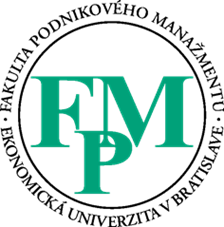 FAKULTA PODNIKOVÉHO MANAŽMENTU
FPM
EKONOMICKÁ UNIVERZITA V BRATISLAVE